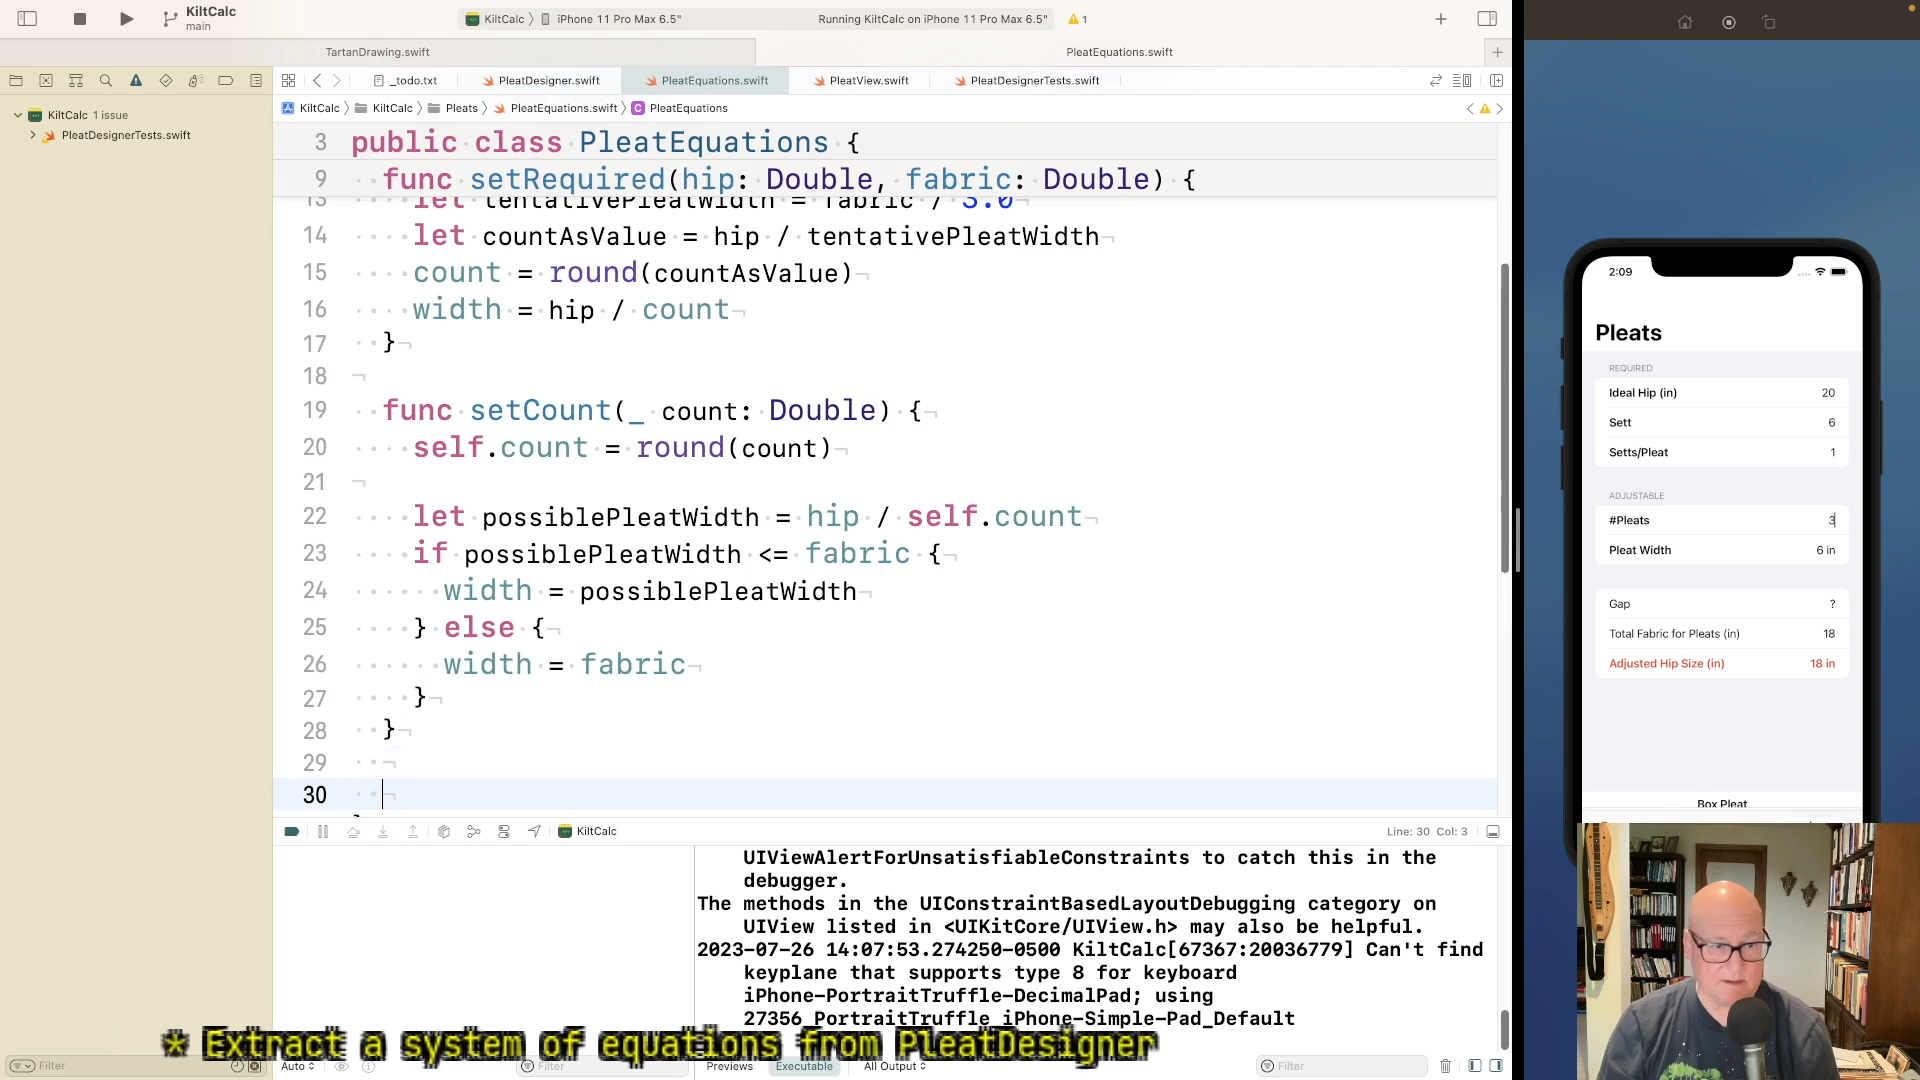 KiltCalc
main
KiltCalc
iPhone 11 Pro Max 6.5"
Running KiltCalc on iPhone 11 Pro Max 6.5"
1
TartanDrawing.swift
PleatEquations.swift
_todo.txt
PleatDesigner.swift
PleatEquations.swift
PleatView.swift
PleatDesignerTests.swift
KiltCalc
KiltCalc
Pleats
PleatEquations.swift
PleatEquations
KiltCalc 1 issue
PleatDesignerTests.swift
3 public class PleatEquations {
9 func setRequired(hip: Double, fabric: Double) {
13 let tentativePleatWidth = fabric / 3.0
14 let countAsValue = hip / tentativePleatWidth
15 count = round(countAsValue)
16 width = hip / count
17 }
18
19 func setCount(_ count: Double) {
20 self.count = round(count)
21
22 let possiblePleatWidth = hip / self.count
23 if possiblePleatWidth <= fabric {
24 width = possiblePleatWidth
25 } else {
26 width = fabric
27 }
28 }
29
30
KiltCalc
Line: 30 Col: 3
UIViewAlertForUnsatisfiableConstraints to catch this in the
debugger.
The methods in the UIConstraintBasedLayoutDebugging category on
UIView listed in <UIKitCore/UIView.h> may also be helpful.
2023-07-26 14:07:53.274250-0500 KiltCalc[67367:20036779] Can't find
keyplane that supports type 8 for keyboard
iPhone-PortraitTruffle-DecimalPad; using
27356_PortraitTruffle_iPhone-Simple-Pad_Default
* Extract a system of equations from PleatDesigner
Filter
Auto
Filter
Previews
Executable
All Output
Filter
2:09
Pleats
REQUIRED
Ideal Hip (in) 20
Sett 6
Setts/Pleat 1
ADJUSTABLE
#Pleats 3
Pleat Width 6 in
Gap ?
Total Fabric for Pleats (in) 18
Adjusted Hip Size (in) 18 in
Box Pleat